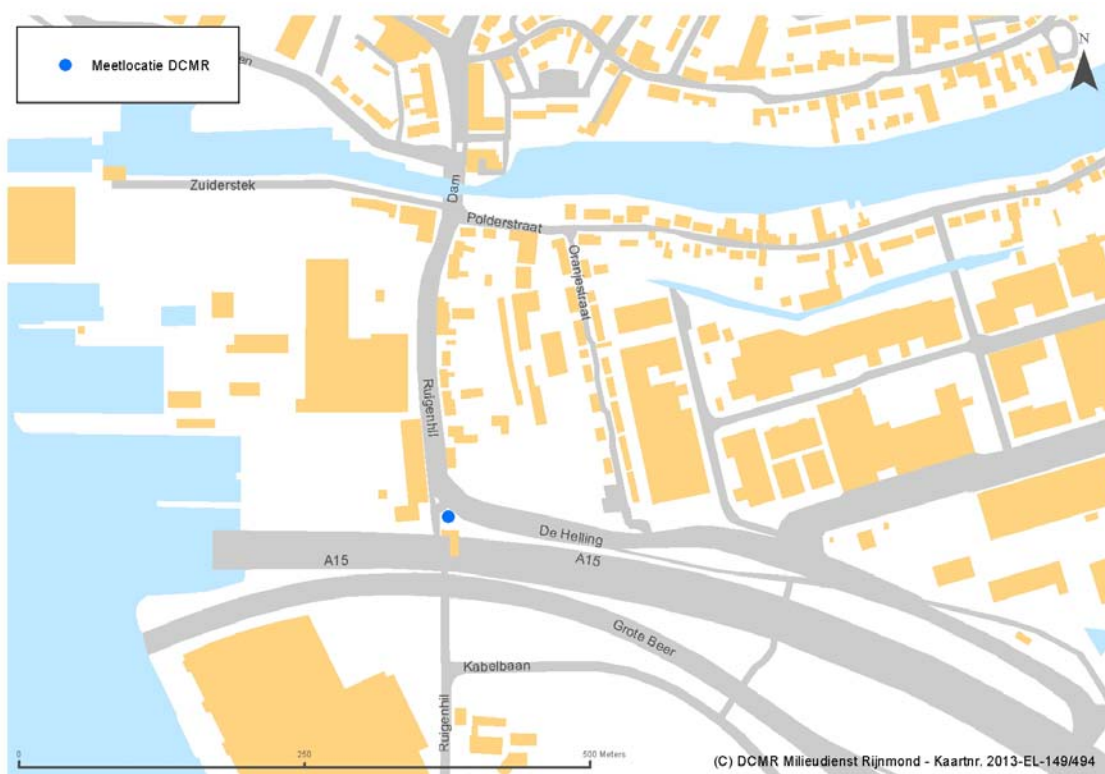 Meetlocatie DCMR
en
N
Zuiderstek
Dam
Polderstraat
Oranjestraat
Ruigenhil
De Helling
A15
A15
Grote Beer
Kabelbaan
Ruigenhil
0
250
500 Meters
(C) DCMR Milieudienst Rijnmond - Kaartnr. 2013-EL-149/494